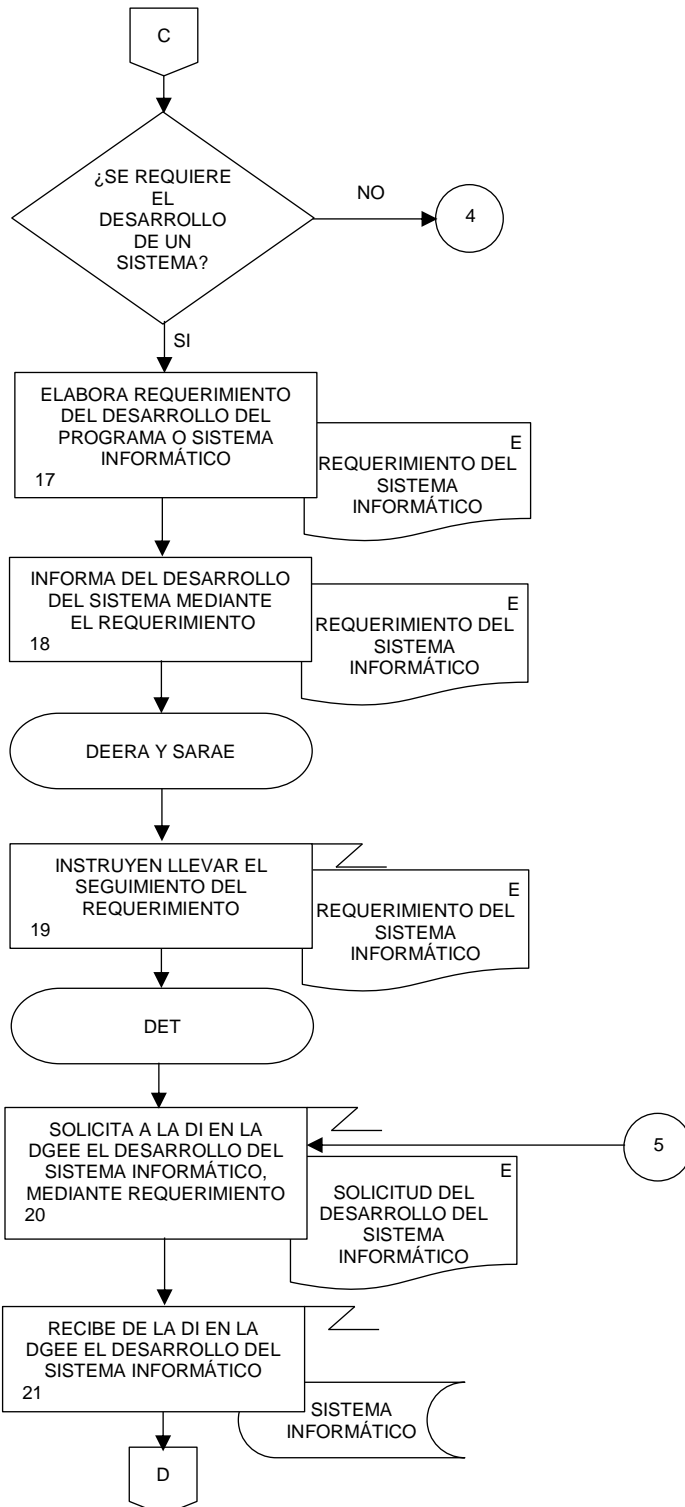 C
¿SE REQUIERE
EL
DESARROLLO
DE UN
SISTEMA?
NO
4
SI
ELABORA REQUERIMIENTO
DEL DESARROLLO DEL
PROGRAMA O SISTEMA
INFORMÁTICO
17
E
REQUERIMIENTO DEL
SISTEMA
INFORMÁTICO
INFORMA DEL DESARROLLO
DEL SISTEMA MEDIANTE
EL REQUERIMIENTO
18
E
REQUERIMIENTO DEL
SISTEMA
INFORMÁTICO
DEERA Y SARAE
INSTRUYEN LLEVAR EL
SEGUIMIENTO DEL
REQUERIMIENTO
19
E
REQUERIMIENTO DEL
SISTEMA
INFORMÁTICO
DET
SOLICITA A LA DI EN LA
DGEE EL DESARROLLO DEL
SISTEMA INFORMÁTICO,
MEDIANTE REQUERIMIENTO
20
5
E
SOLICITUD DEL
DESARROLLO DEL
SISTEMA
INFORMÁTICO
RECIBE DE LA DI EN LA
DGEE EL DESARROLLO DEL
SISTEMA INFORMÁTICO
21
SISTEMA
INFORMÁTICO
D